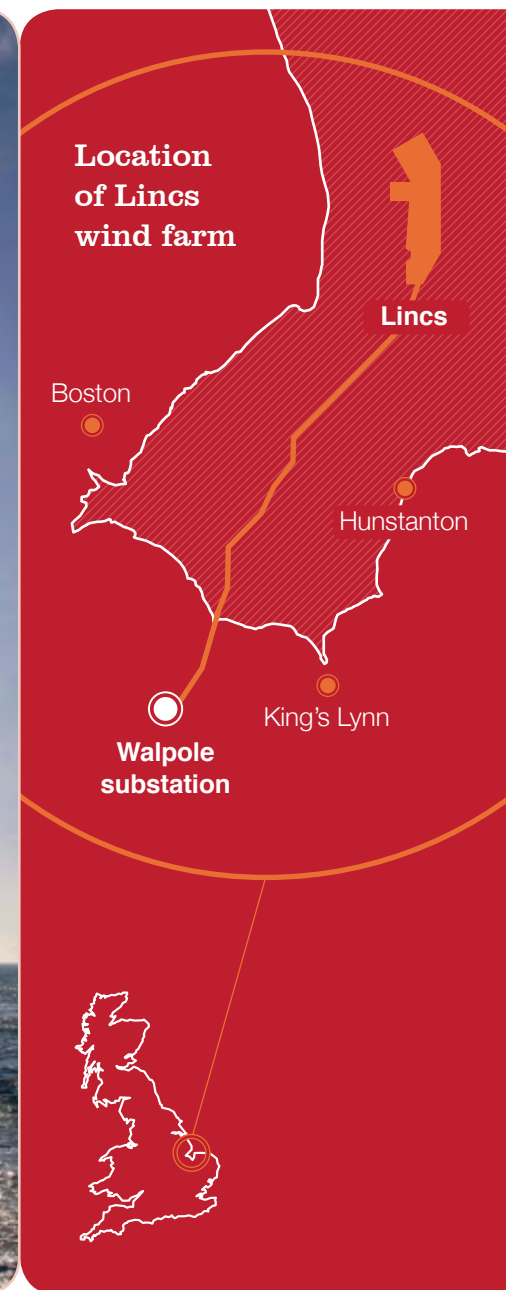 Location
of Lincs
wind farm
Lincs
Boston
Hunstanton
King's Lynn
Walpole
substation